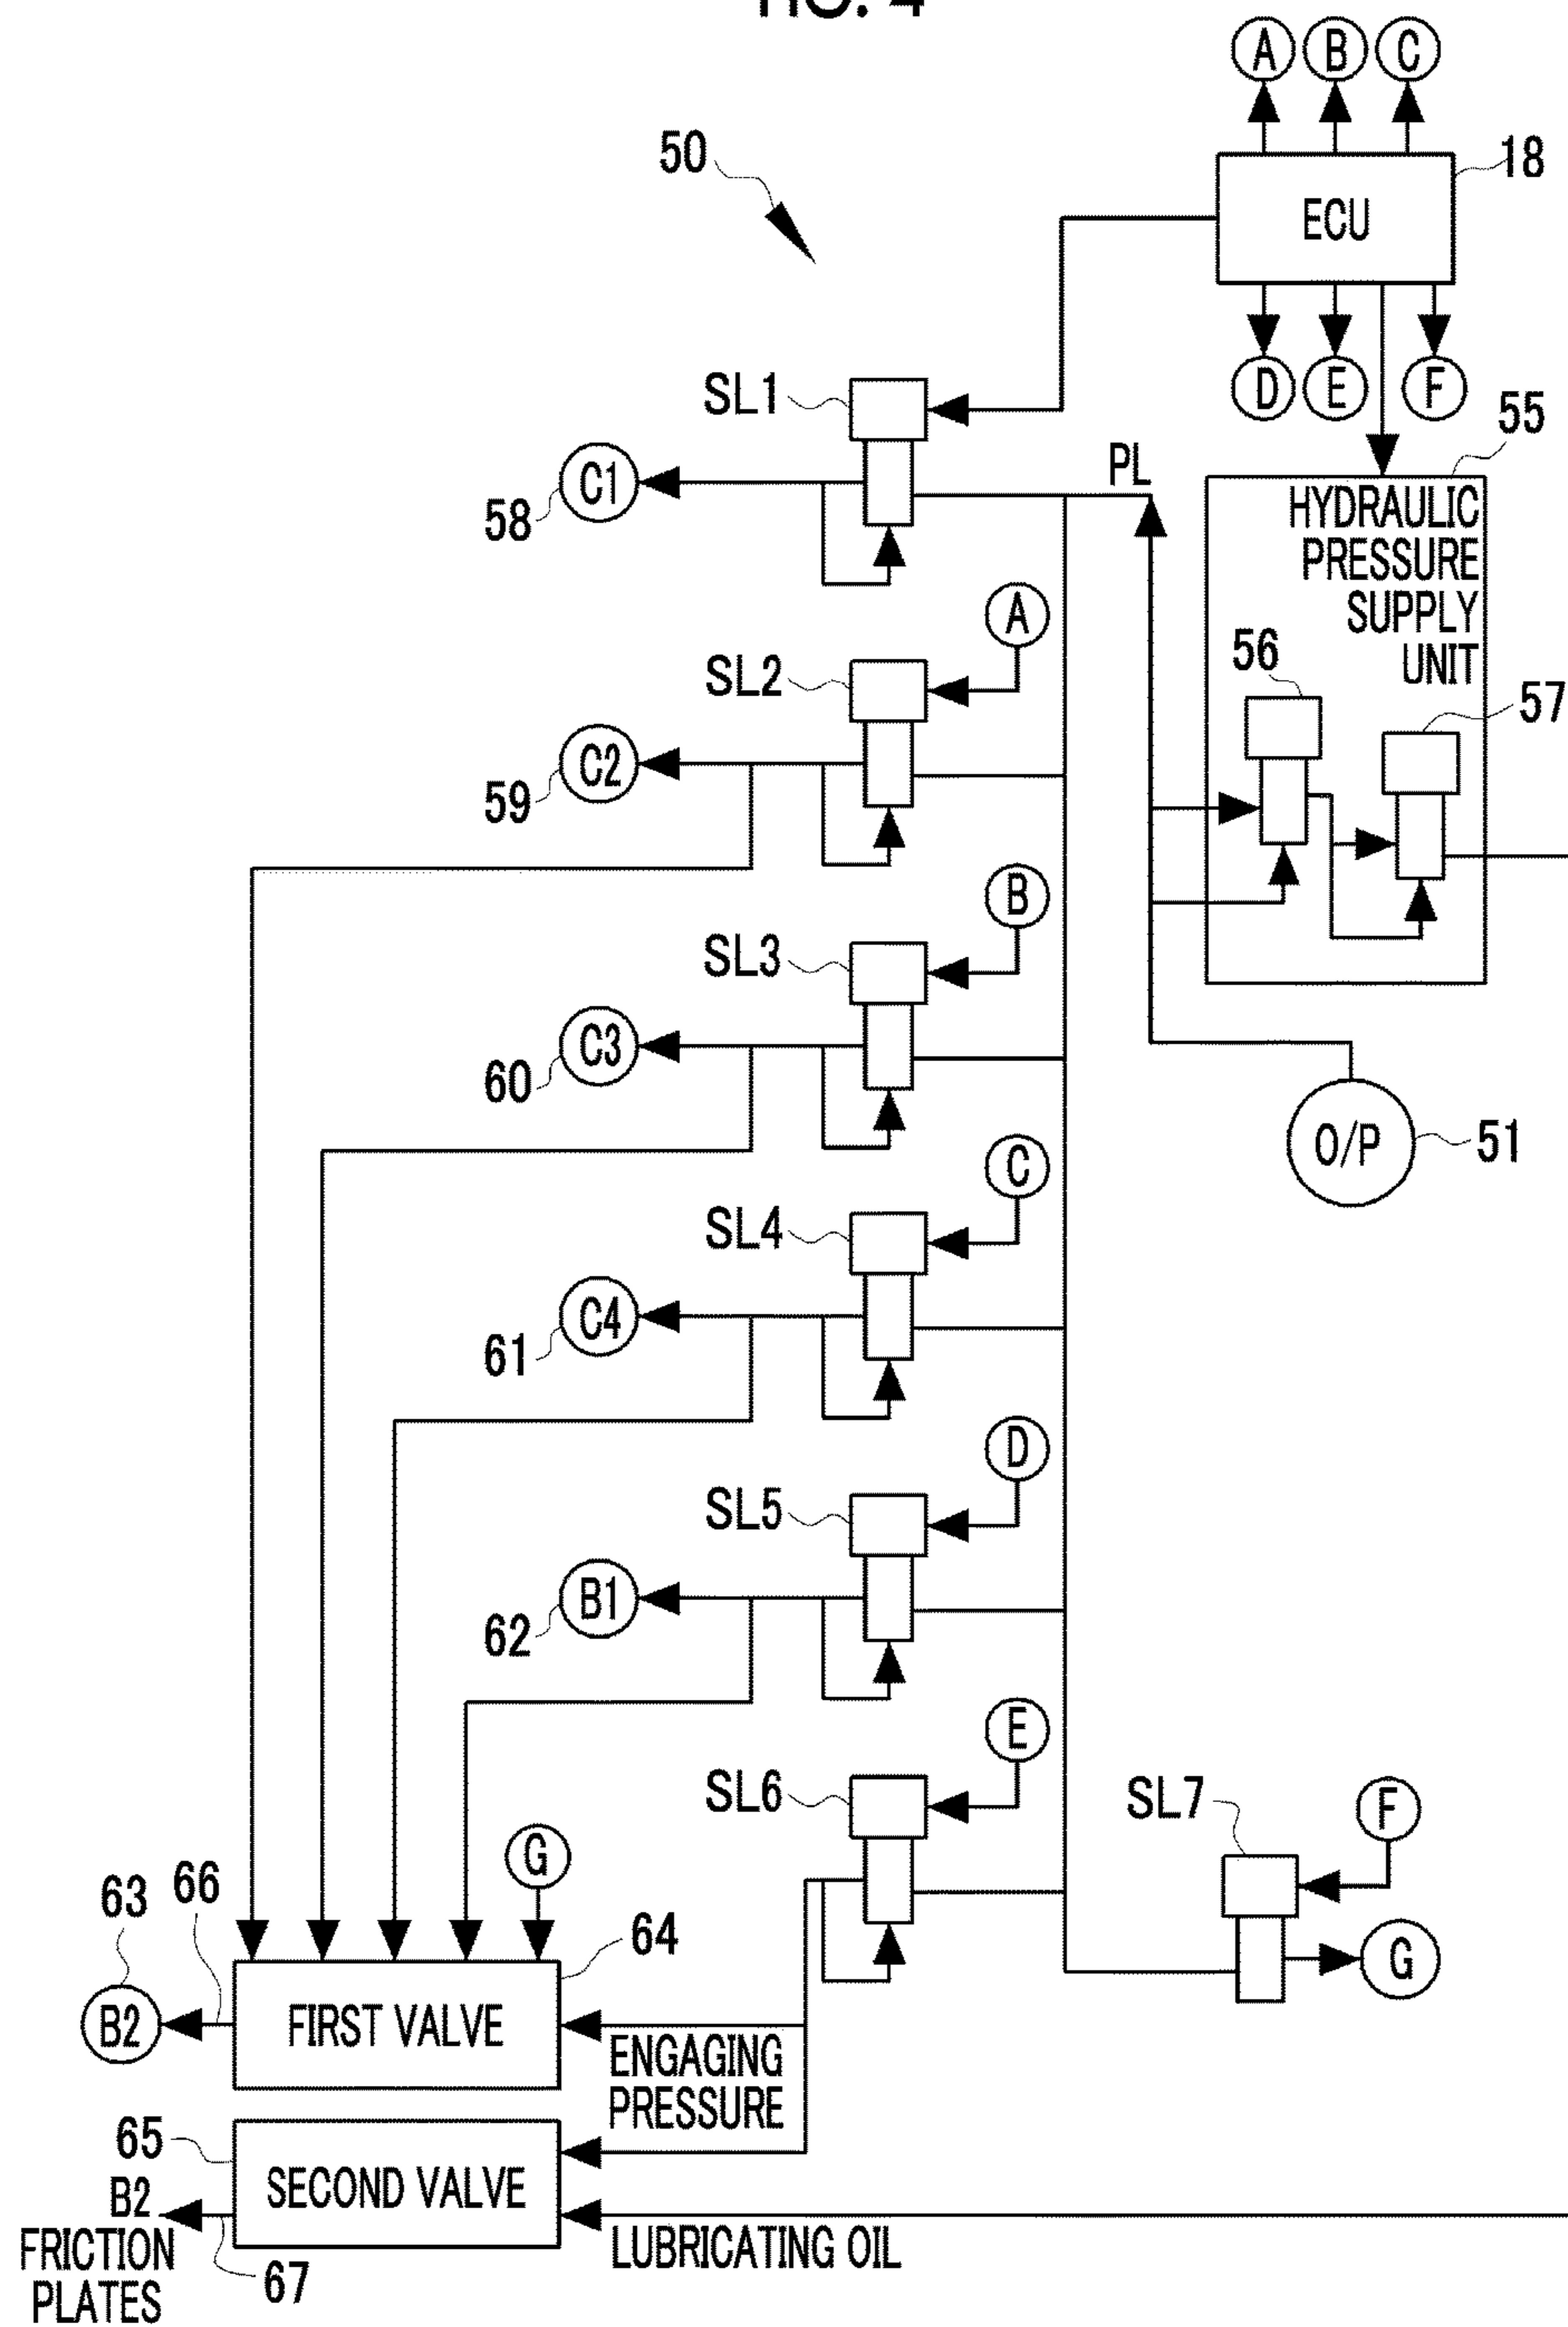 FIG. 4
A B C
50
18
ECU
D E F
SL1
55
C1
58
PL
HYDRAULIC
PRESSURE
SUPPLY
UNIT
A
56
SL2
57
C2
59
B
SL3
C3
60
C
O/P
51
SL4
C4
61
D
SL5
B1
62
E
SL6
SL7
F
G
63
66
64
G
B2
FIRST VALVE
ENGAGING
PRESSURE
65
SECOND VALVE
B2
FRICTION
PLATES
67
LUBRICATING OIL